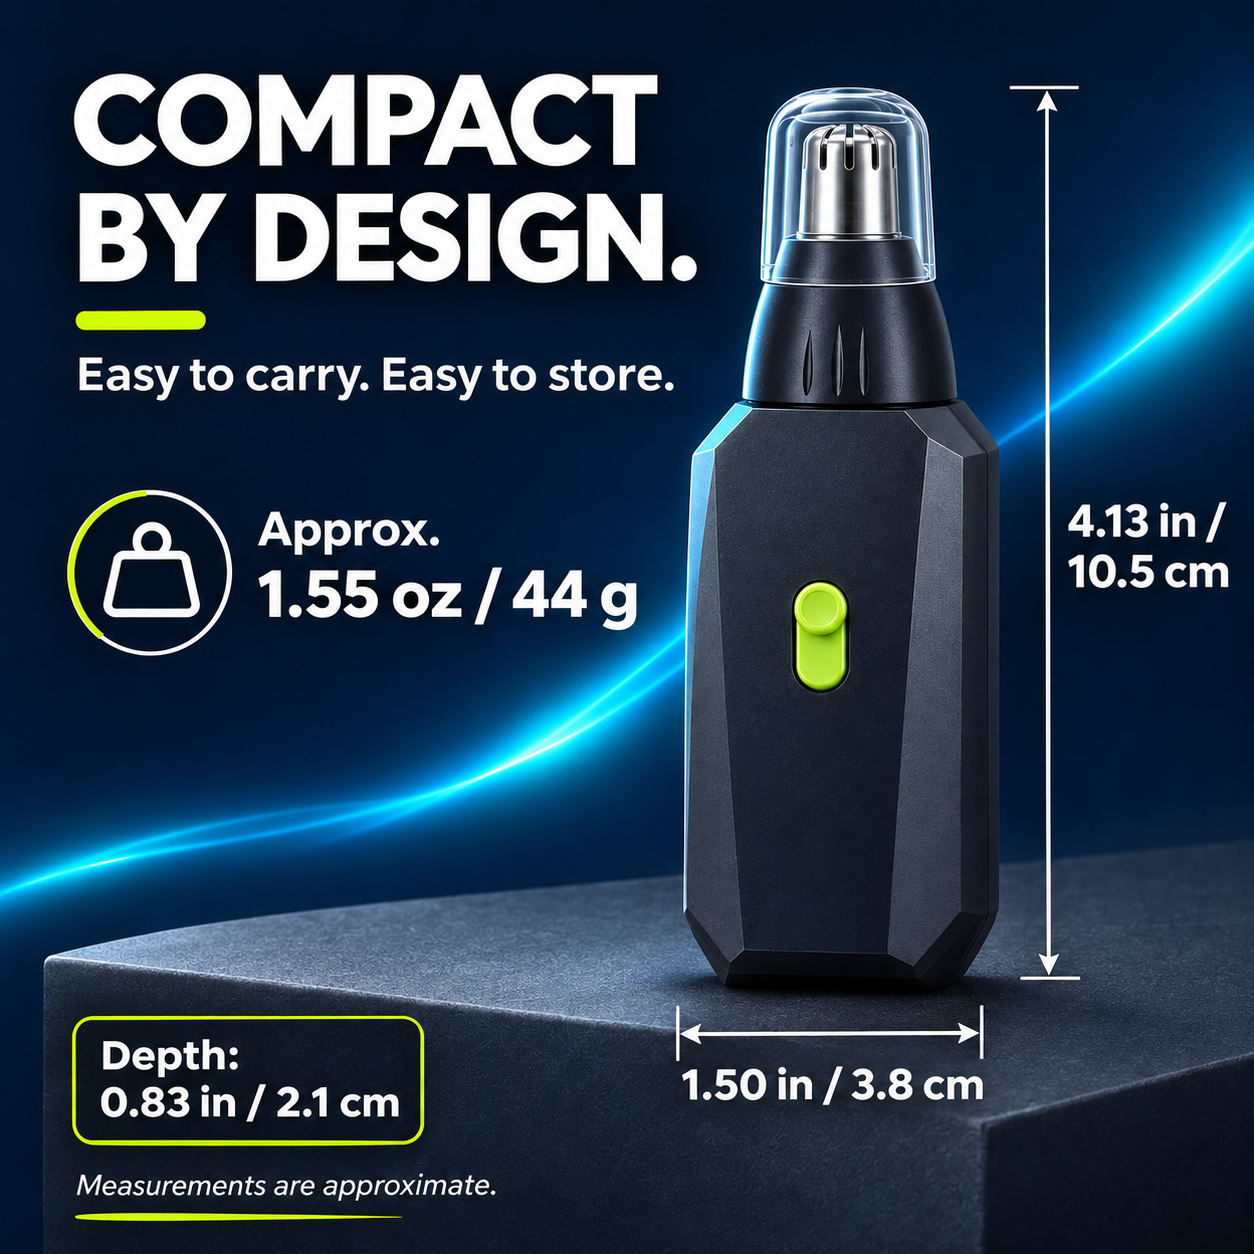 COMPACT
BY DESIGN.
Easy to carry. Easy to store.
Approx.
1.55 oz / 44 g
4.13 in /
10.5 cm
1.50 in / 3.8 cm
Depth:
0.83 in / 2.1 cm
Measurements are approximate.